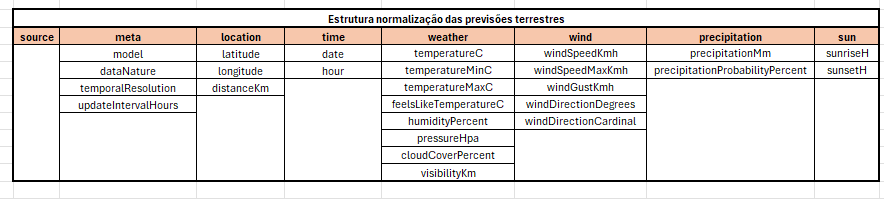 Estrutura normalização das previsões terrestres
source meta location time weather wind precipitation sun
model latitude date temperatureC windSpeedKmh precipitationMm sunriseH
dataNature longitude hour temperatureMinC windSpeedMaxKmh precipitationProbabilityPercent sunsetH
temporalResolution distanceKm temperatureMaxC windGustKmh
updateIntervalHours feelsLikeTemperatureC windDirectionDegrees
humidityPercent windDirectionCardinal
pressureHpa
cloudCoverPercent
visibilityKm